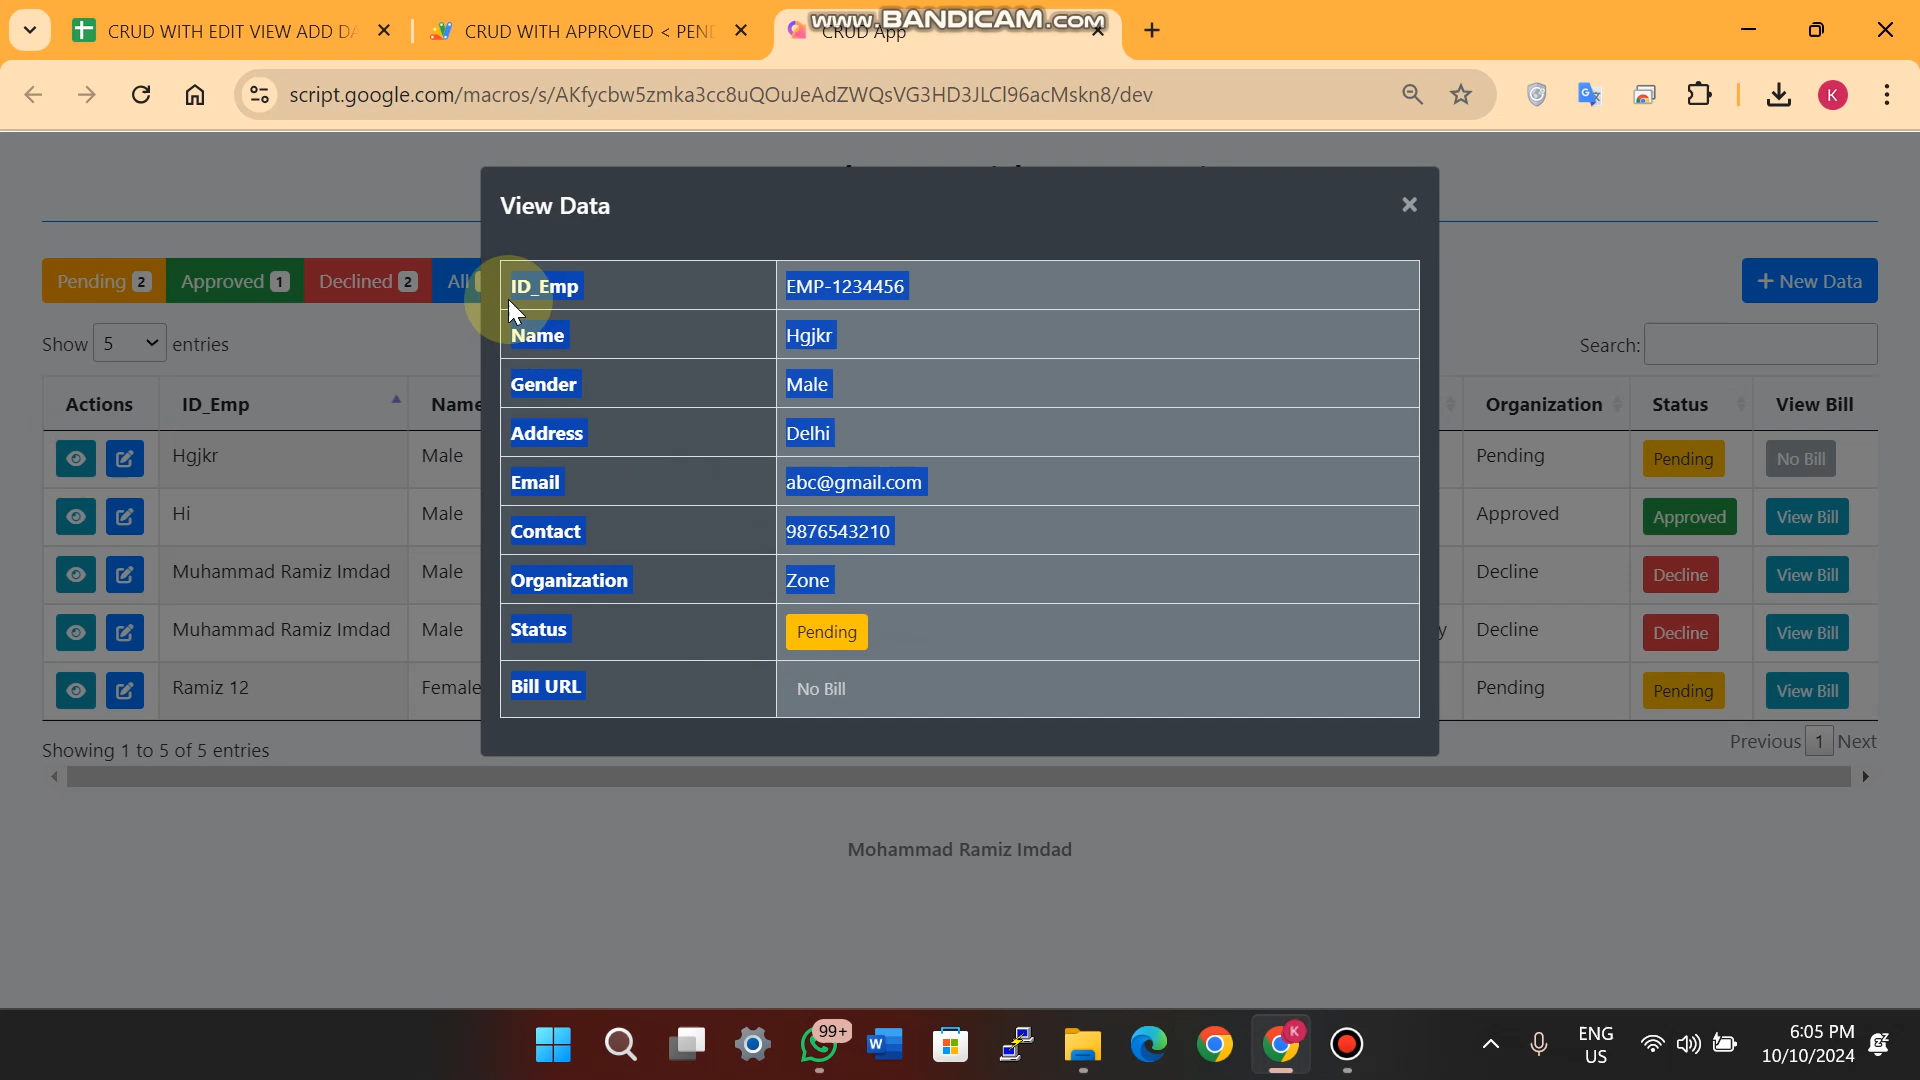 CRUD WITH EDIT VIEW ADD DA
CRUD WITH APPROVED < PEND
CRUD App
www.BANDICAM.com
script.google.com/macros/s/AKfycbw5zmka3cc8uQOuJeAdZWQsVG3HD3JLCl96acMskn8/dev
K
View Data
×
Pending 2
Approved 1
Declined 2
All
+ New Data
Show 5 entries
Search:
Actions ID_Emp Name Organization Status View Bill
Hgjkr Male Pending Pending No Bill
Hi Male Approved Approved View Bill
Muhammad Ramiz Imdad Male Decline Decline View Bill
Muhammad Ramiz Imdad Male y Decline Decline View Bill
Ramiz 12 Female Pending Pending View Bill
ID_Emp EMP-1234456
Name Hgjkr
Gender Male
Address Delhi
Email abc@gmail.com
Contact 9876543210
Organization Zone
Status Pending
Bill URL No Bill
Showing 1 to 5 of 5 entries
Previous 1 Next
Mohammad Ramiz Imdad
99+
W
K
ENG
US
6:05 PM
10/10/2024